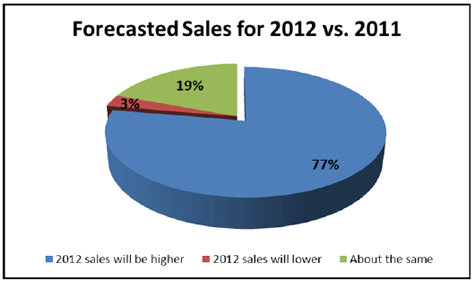 Forecasted Sales for 2012 vs. 2011
19%
3%
77%
2012 sales will be higher 2012 sales will lower About the same